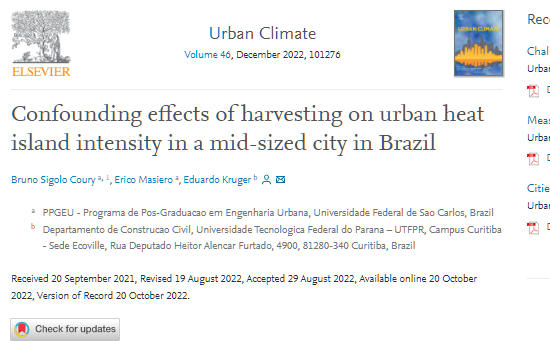 Urban Climate
Volume 46, December 2022, 101276
ELSEVIER
URBAN CLIMATE
Confounding effects of harvesting on urban heat
island intensity in a mid-sized city in Brazil
Bruno Sigolo Coury a, 1, Erico Masiero a, Eduardo Kruger b
a PPGEU - Programa de Pos-Graduacao em Engenharia Urbana, Universidade Federal de Sao Carlos, Brazil
b Departamento de Construcao Civil, Universidade Tecnologica Federal do Parana – UTFPR, Campus Curitiba
- Sede Ecoville, Rua Deputado Heitor Alencar Furtado, 4900, 81280-340 Curitiba, Brazil
Received 20 September 2021, Revised 19 August 2022, Accepted 29 August 2022, Available online 20 October
2022, Version of Record 20 October 2022.
Check for updates
Rec
Chal
Urba
D
Meas
Urba
D
Citie
Urba
D